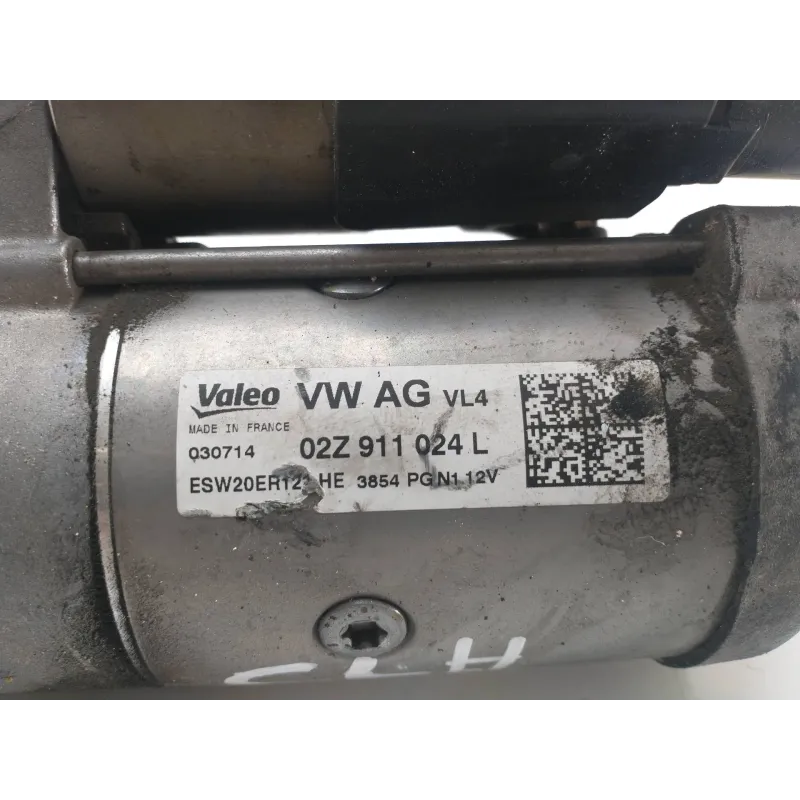 Valeo VW AG VL4
MADE IN FRANCE
030714 02Z 911 024 L
HE 3854 PG N1 12V